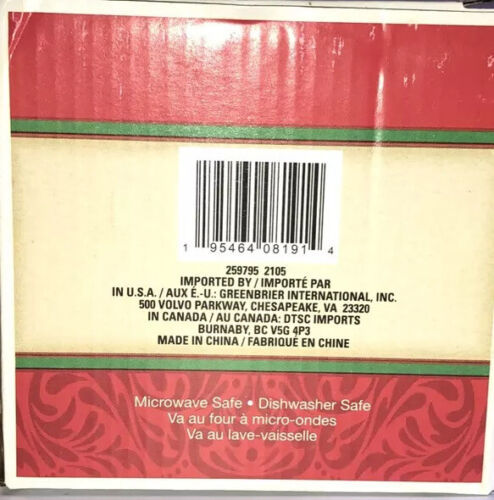 1 95464 08191 4
259795 2105
IMPORTED BY / IMPORTÉ PAR
IN U.S.A. / AUX É.-U.: GREENBRIER INTERNATIONAL, INC.
500 VOLVO PARKWAY, CHESAPEAKE, VA 23320
IN CANADA / AU CANADA: DTSC IMPORTS
BURNABY, BC V5G 4P3
MADE IN CHINA / FABRIQUÉ EN CHINE
Microwave Safe • Dishwasher Safe
Va au four à micro-ondes
Va au lave-vaisselle